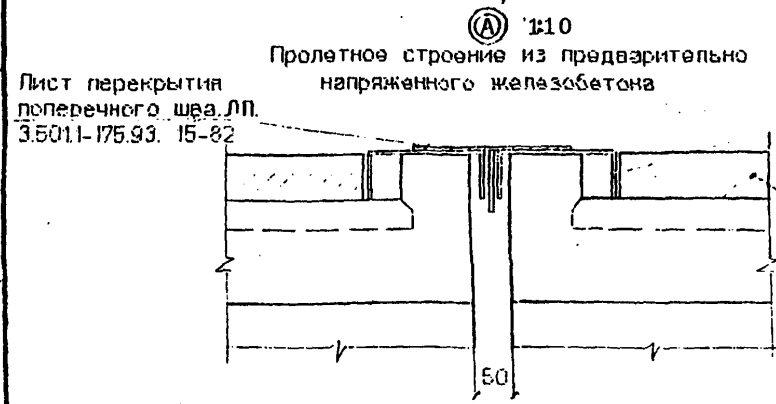 А 1:10
Пролетное строение из предварительно
напряженного железобетона
Лист перекрытия
поперечного шва.ЛП.
3.501.1-175.93. 15-82
50